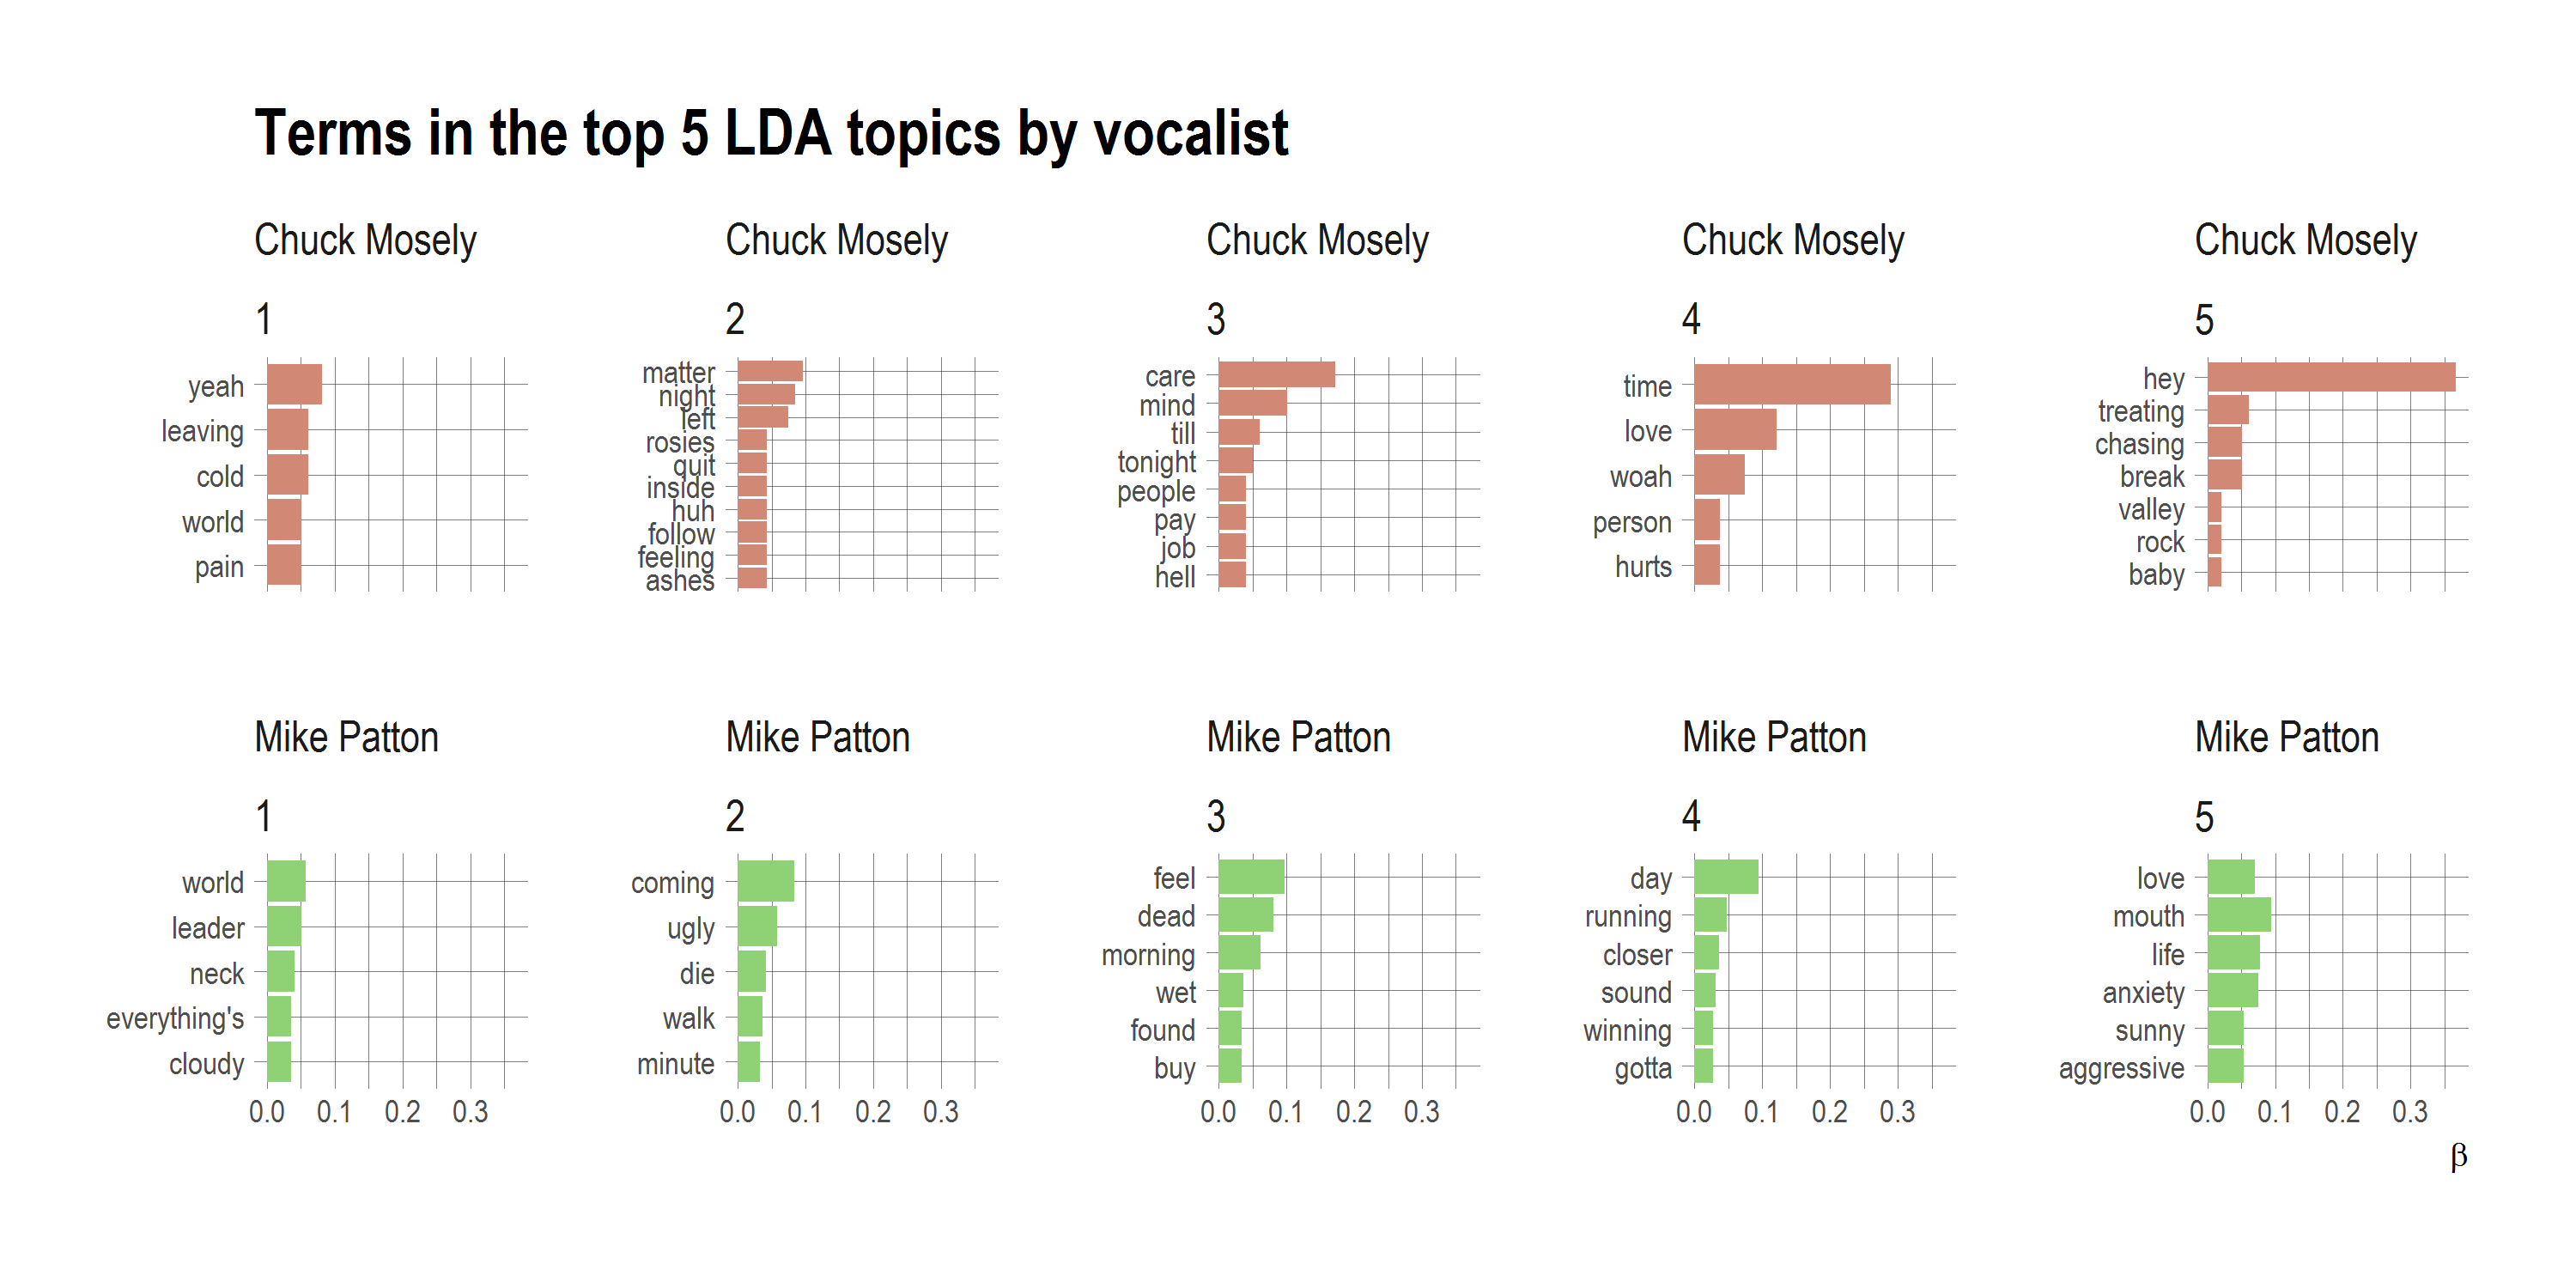 Terms in the top 5 LDA topics by vocalist
Chuck Mosely
1
yeah
leaving
cold
world
pain
Chuck Mosely
2
matter
night
left
rosies
quit
inside
huh
follow
feeling
ashes
Chuck Mosely
3
care
mind
till
tonight
people
pay
job
hell
Chuck Mosely
4
time
love
woah
person
hurts
Chuck Mosely
5
hey
treating
chasing
break
valley
rock
baby
Mike Patton
1
world
leader
neck
everything's
cloudy
0.0 0.1 0.2 0.3
Mike Patton
2
coming
ugly
die
walk
minute
0.0 0.1 0.2 0.3
Mike Patton
3
feel
dead
morning
wet
found
buy
0.0 0.1 0.2 0.3
Mike Patton
4
day
running
closer
sound
winning
gotta
0.0 0.1 0.2 0.3
Mike Patton
5
love
mouth
life
anxiety
sunny
aggressive
0.0 0.1 0.2 0.3
β